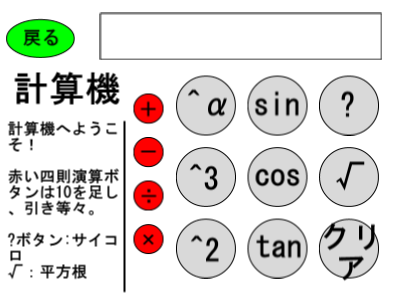 戻る
計算機
計算機へようこ
そ！
赤い四則演算ボ
タンは10を足し
、引き等々。
?ボタン:サイコ
ロ
√：平方根
＋
－
÷
×
^α sin ?
^3 cos √
^2 tan クリ
ア